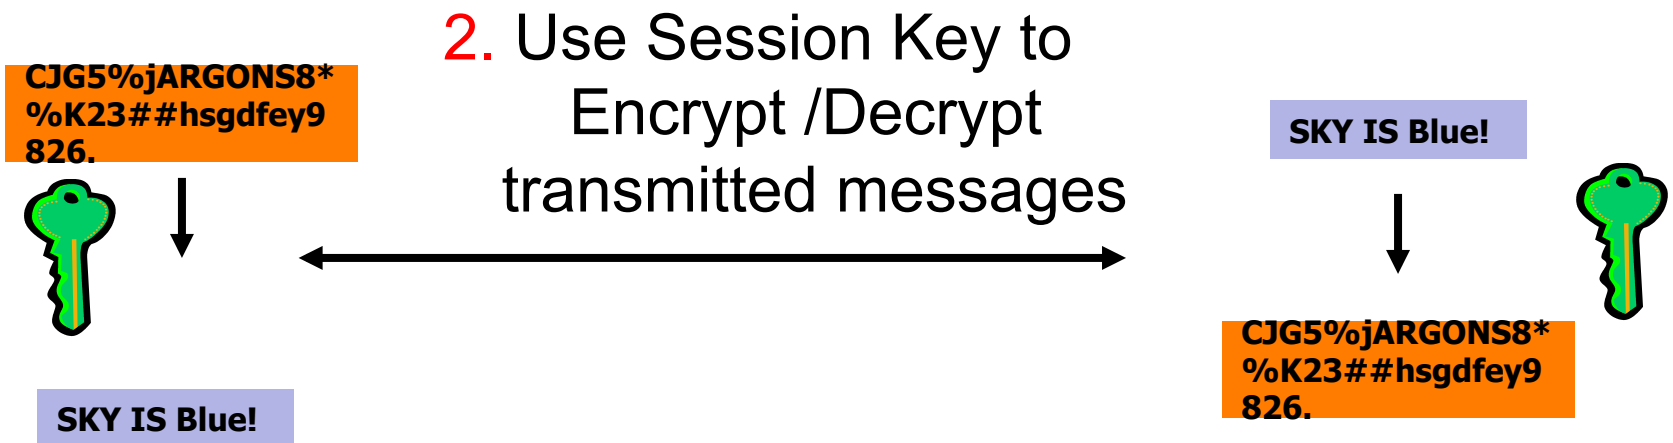 2. Use Session Key to
Encrypt /Decrypt
transmitted messages
CJG5%jARGONS8*
%K23##hsgdfey9
826.
SKY IS Blue!
SKY IS Blue!
CJG5%jARGONS8*
%K23##hsgdfey9
826.